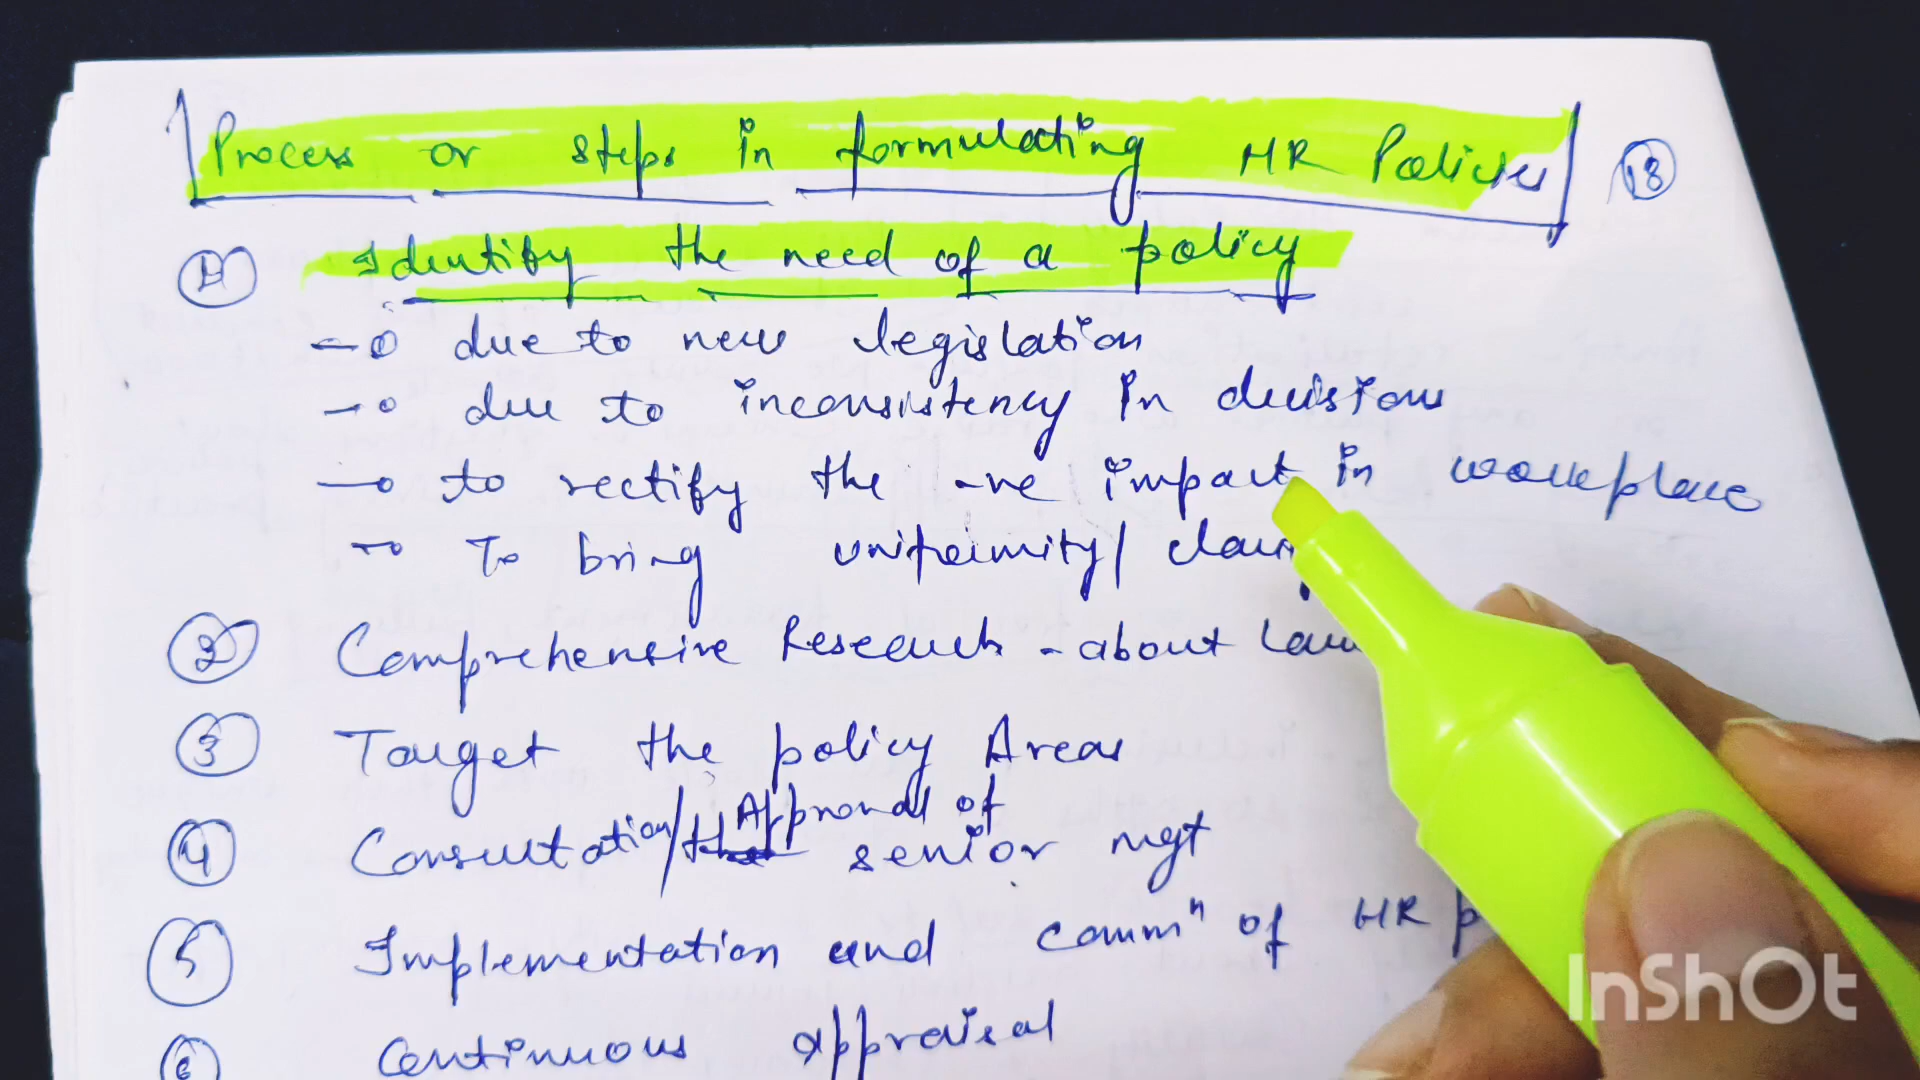 Process or steps in formulating HR Policies
18
1 Identify the need of a policy
→ due to new legislation
→ due to inconsistency in decisions
→ to rectify the -ve impact in workplace
→ To bring uniformity/
2 Comprehensive Research - about
3 Target the policy Areas
4 Consultation/ Approval of senior mgt
5 Implementation and commⁿ of HR
6 Continuous appraisal
InShOt